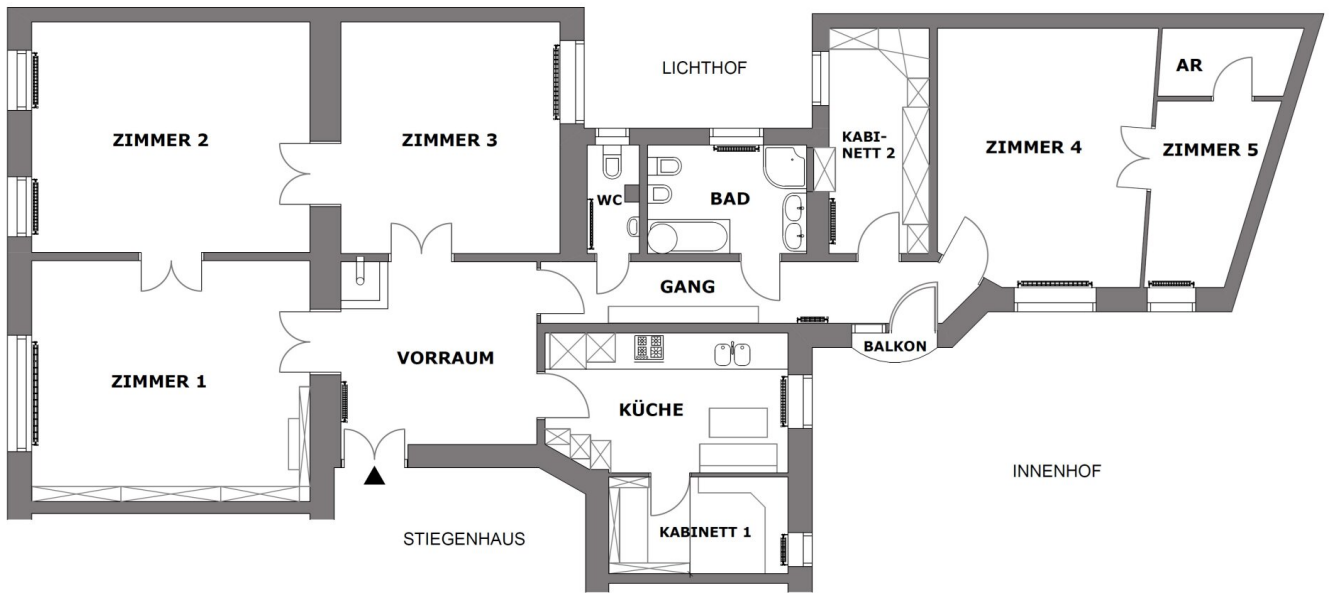 LICHTHOF
AR
ZIMMER 2
ZIMMER 3
KABI-
NETT 2
ZIMMER 4
ZIMMER 5
WC
BAD
GANG
BALKON
VORRAUM
ZIMMER 1
KÜCHE
INNENHOF
STIEGENHAUS
KABINETT 1